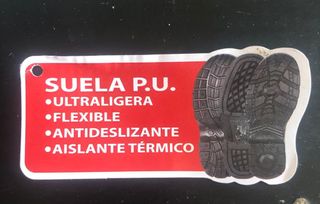 SUELA P.U.
•ULTRALIGERA
•FLEXIBLE
•ANTIDESLIZANTE
•AISLANTE TÉRMICO